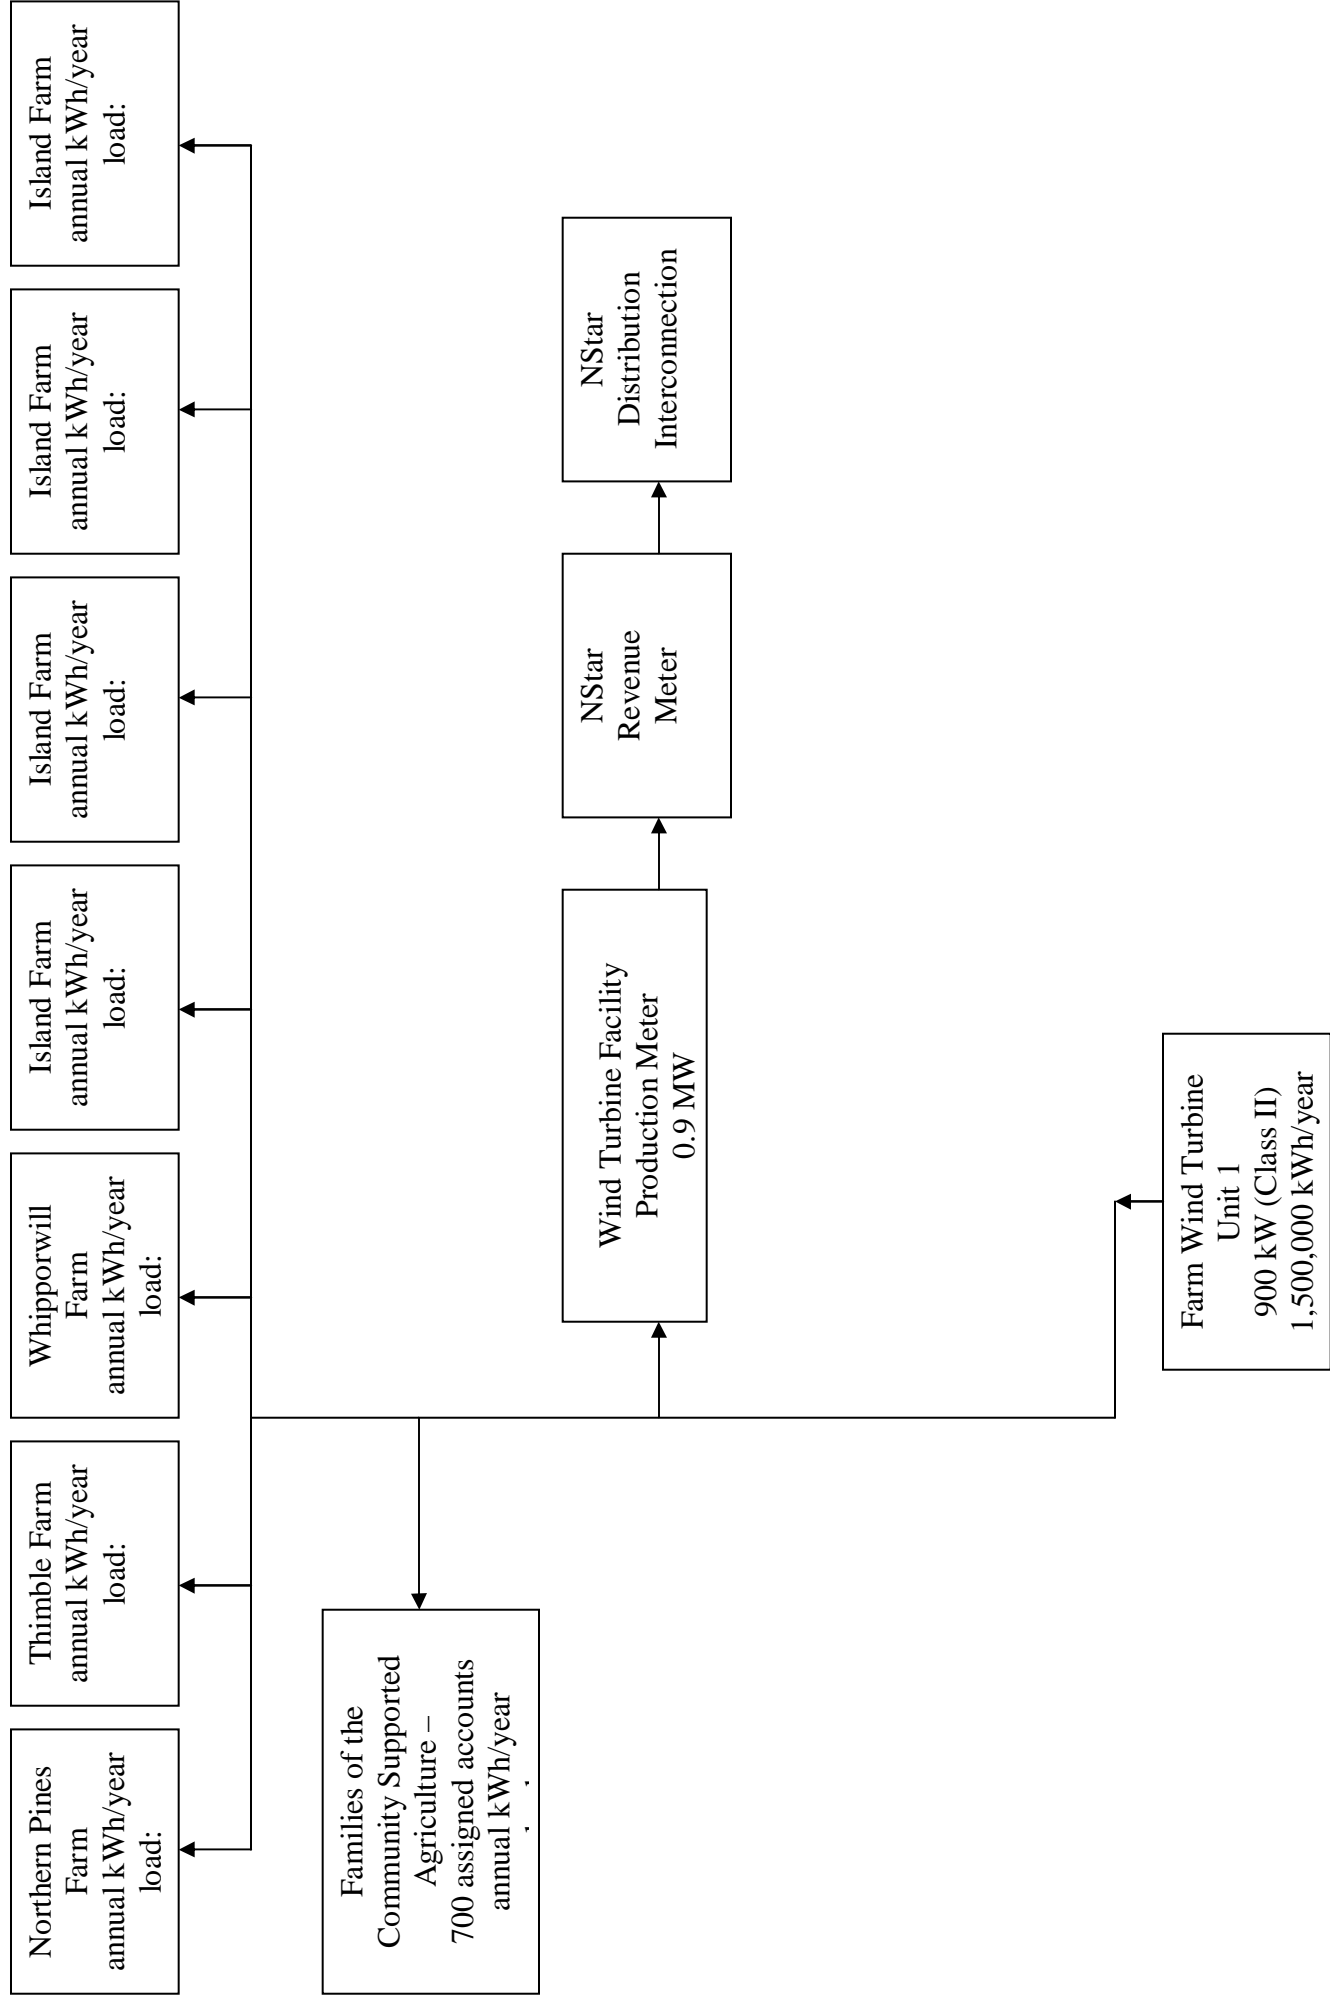 Northern Pines
Farm
annual kWh/year
load:
Thimble Farm
annual kWh/year
load:
Whipporwill
Farm
annual kWh/year
load:
Island Farm
annual kWh/year
load:
Island Farm
annual kWh/year
load:
Island Farm
annual kWh/year
load:
Island Farm
annual kWh/year
load:
Families of the
Community Supported
Agriculture –
700 assigned accounts
annual kWh/year
Wind Turbine Facility
Production Meter
0.9 MW
NStar
Revenue
Meter
NStar
Distribution
Interconnection
Farm Wind Turbine
Unit 1
900 kW (Class II)
1,500,000 kWh/year